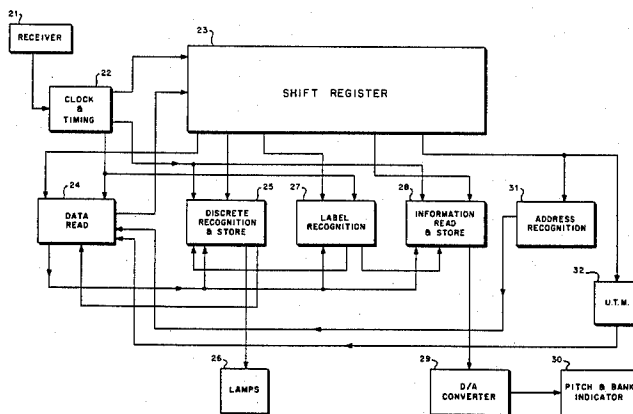 21
RECEIVER
22
CLOCK
&
TIMING
23
SHIFT REGISTER
24
DATA
READ
25
DISCRETE
RECOGNITION
& STORE
27
LABEL
RECOGNITION
28
INFORMATION
READ
& STORE
31
ADDRESS
RECOGNITION
32
U.T.M.
26
LAMPS
29
D/A
CONVERTER
30
PITCH & BANK
INDICATOR